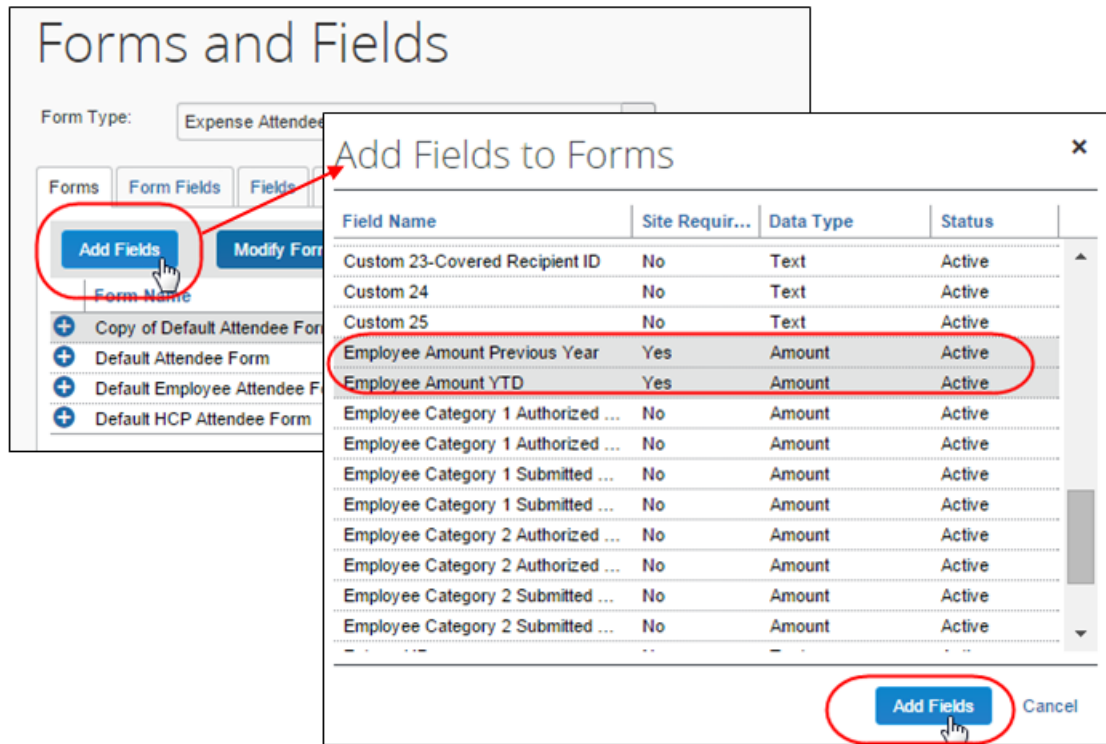 Forms and Fields
Form Type:
Expense Attendee
Forms
Form Fields
Fields
Add Fields
Modify For
Form Name
Copy of Default Attendee For
Default Attendee Form
Default Employee Attendee F
Default HCP Attendee Form
Add Fields to Forms
×
Field Name Site Requir... Data Type Status
Custom 23-Covered Recipient ID No Text Active
Custom 24 No Text Active
Custom 25 No Text Active
Employee Amount Previous Year Yes Amount Active
Employee Amount YTD Yes Amount Active
Employee Category 1 Authorized ... No Amount Active
Employee Category 1 Authorized ... No Amount Active
Employee Category 1 Submitted ... No Amount Active
Employee Category 1 Submitted ... No Amount Active
Employee Category 2 Authorized ... No Amount Active
Employee Category 2 Authorized ... No Amount Active
Employee Category 2 Submitted ... No Amount Active
Employee Category 2 Submitted ... No Amount Active
Add Fields Cancel